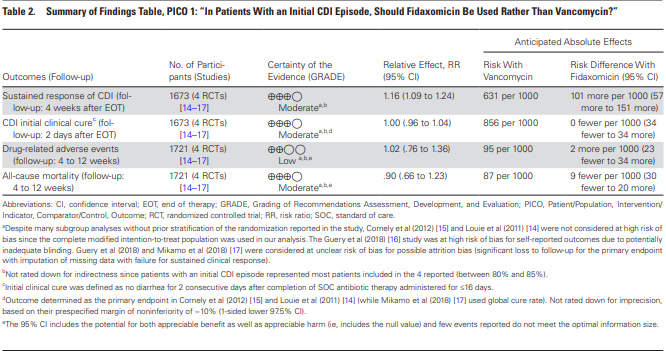 Table 2. Summary of Findings Table, PICO 1: "In Patients With an Initial CDI Episode, Should Fidaxomicin Be Used Rather Than Vancomycin?"
Anticipated Absolute Effects
Outcomes (Follow-up)
No. of Partici-
pants (Studies)
Certainty of the
Evidence (GRADE)
Relative Effect, RR
(95% CI)
Risk With
Vancomycin
Risk Difference With
Fidaxomicin (95% CI)
Sustained response of CDI (fol-
low-up: 4 weeks after EOT)
1673 (4 RCTs)
[14–17]
⊕⊕⊕◯
Moderate^a,b
1.16 (1.09 to 1.24)
631 per 1000
101 more per 1000 (57
more to 151 more)
CDI initial clinical cure^c (fol-
low-up: 2 days after EOT)
1673 (4 RCTs)
[14–17]
⊕⊕⊕◯
Moderate^a,b,d
1.00 (.96 to 1.04)
856 per 1000
0 fewer per 1000 (34
fewer to 34 more)
Drug-related adverse events
(follow-up: 4 to 12 weeks)
1721 (4 RCTs)
[14–17]
⊕⊕◯◯
Low ^a,b,e
1.02 (.76 to 1.36)
95 per 1000
2 more per 1000 (23
fewer to 34 more)
All-cause mortality (follow-up:
4 to 12 weeks)
1721 (4 RCTs)
[14–17]
⊕⊕⊕◯
Moderate^a,b,e
.90 (.66 to 1.23)
87 per 1000
9 fewer per 1000 (30
fewer to 20 more)
Abbreviations: CI, confidence interval; EOT, end of therapy; GRADE, Grading of Recommendations Assessment, Development, and Evaluation; PICO, Patient/Population, Intervention/
Indicator, Comparator/Control, Outcome; RCT, randomized controlled trial; RR, risk ratio; SOC, standard of care.
^aDespite many subgroup analyses without prior stratification of the randomization reported in the study, Cornely et al (2012) [15] and Louie et al (2011) [14] were not considered at high risk of
bias since the complete modified intention-to-treat population was used in our analysis. The Guery et al (2018) [16] study was at high risk of bias for self-reported outcomes due to potentially
inadequate blinding. Guery et al (2018) and Mikamo et al (2018) [17] were considered at unclear risk of bias for possible attrition bias (significant loss to follow-up for the primary endpoint
with imputation of missing data with failure for sustained clinical response).
^bNot rated down for indirectness since patients with an initial CDI episode represented most patients included in the 4 reported (between 80% and 85%).
^cInitial clinical cure was defined as no diarrhea for 2 consecutive days after completion of SOC antibiotic therapy administered for ≤16 days.
^dOutcome determined as the primary endpoint in Cornely et al (2012) [15] and Louie et al (2011) [14] (while Mikamo et al (2018) [17] used global cure rate). Not rated down for imprecision,
based on their prespecified margin of noninferiority of −10% (1-sided lower 97.5% CI).
^eThe 95% CI includes the potential for both appreciable benefit as well as appreciable harm (ie, includes the null value) and few events reported do not meet the optimal information size.